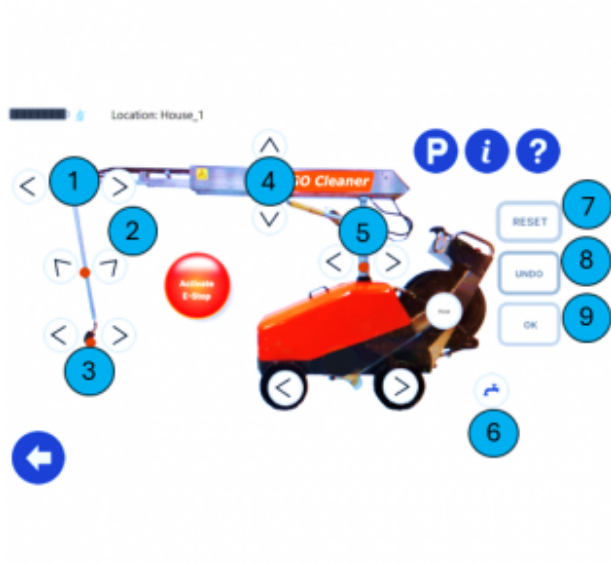 Location: House_1
P i ?
1
4
GO Cleaner
7
RESET
2
5
8
UNDO
Activate
E-Stop
9
OK
3
6